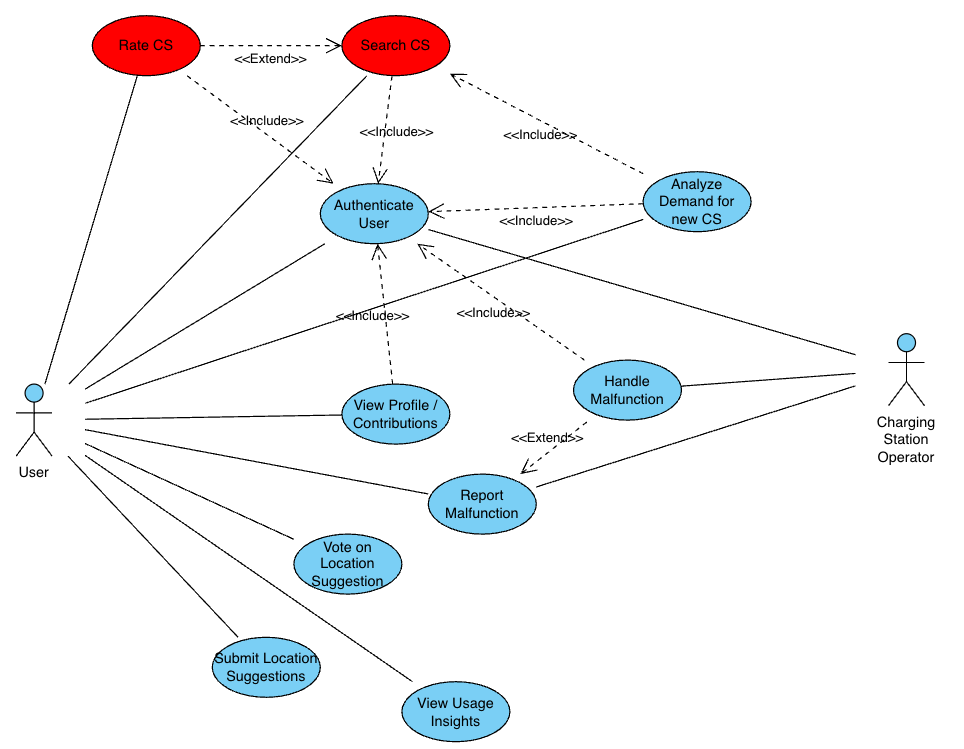 Rate CS
Search CS
<<Extend>>
<<Include>>
<<Include>>
<<Include>>
Analyze
Demand for
new CS
Authenticate
User
<<Include>>
<<Include>>
<<Include>>
Handle
Malfunction
View Profile /
Contributions
Charging
Station
Operator
<<Extend>>
User
Report
Malfunction
Vote on
Location
Suggestion
Submit Location
Suggestions
View Usage
Insights